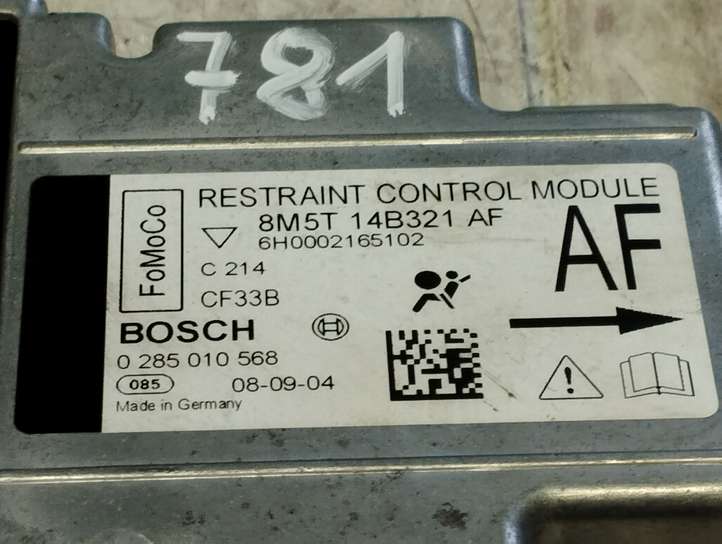 781
RESTRAINT CONTROL MODULE
FoMoCo
8M5T 14B321 AF
6H0002165102
AF
C 214
CF33B
BOSCH
0 285 010 568
085 08-09-04
Made in Germany